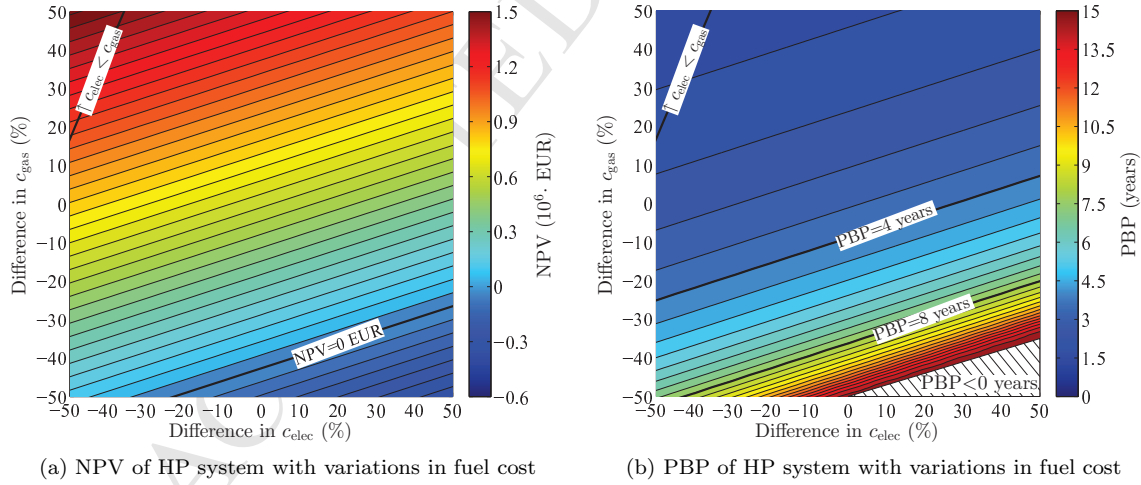 50
40
30
20
10
0
−10
−20
−30
−40
−50
−50 −40 −30 −20 −10 0 10 20 30 40 50
Difference in c_gas (%)
Difference in c_elec (%)
↑ c_elec < c_gas
NPV=0 EUR
1.5
1.2
0.9
0.6
0.3
0
−0.3
−0.6
NPV (10^6 · EUR)
(a) NPV of HP system with variations in fuel cost
50
40
30
20
10
0
−10
−20
−30
−40
−50
−50 −40 −30 −20 −10 0 10 20 30 40 50
Difference in c_gas (%)
Difference in c_elec (%)
↑ c_elec < c_gas
PBP=4 years
PBP=8 years
PBP<0 years
15
13.5
12
10.5
9
7.5
6
4.5
3
1.5
0
PBP (years)
(b) PBP of HP system with variations in fuel cost